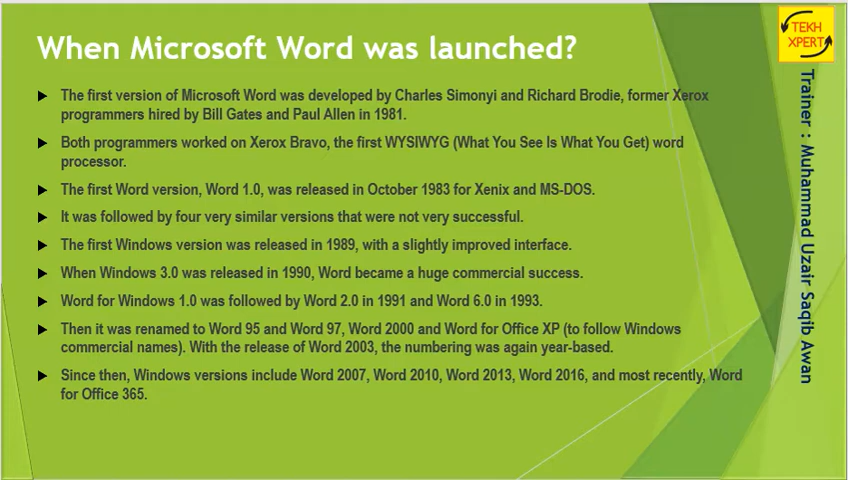 When Microsoft Word was launched?
The first version of Microsoft Word was developed by Charles Simonyi and Richard Brodie, former Xerox
programmers hired by Bill Gates and Paul Allen in 1981.
Both programmers worked on Xerox Bravo, the first WYSIWYG (What You See Is What You Get) word
processor.
The first Word version, Word 1.0, was released in October 1983 for Xenix and MS-DOS.
It was followed by four very similar versions that were not very successful.
The first Windows version was released in 1989, with a slightly improved interface.
When Windows 3.0 was released in 1990, Word became a huge commercial success.
Word for Windows 1.0 was followed by Word 2.0 in 1991 and Word 6.0 in 1993.
Then it was renamed to Word 95 and Word 97, Word 2000 and Word for Office XP (to follow Windows
commercial names). With the release of Word 2003, the numbering was again year-based.
Since then, Windows versions include Word 2007, Word 2010, Word 2013, Word 2016, and most recently, Word
for Office 365.
TEKH
XPERT
Trainer : Muhammad Uzair Saqib Awan